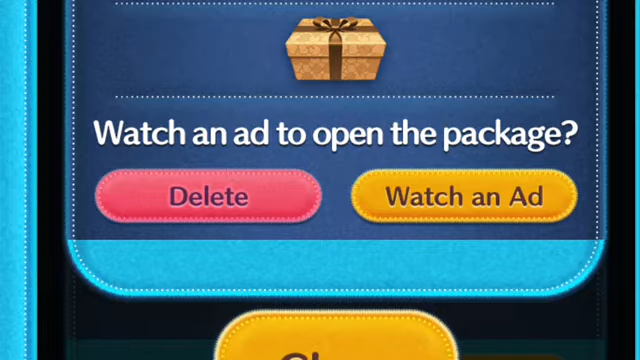 Watch an ad to open the package?
Delete
Watch an Ad